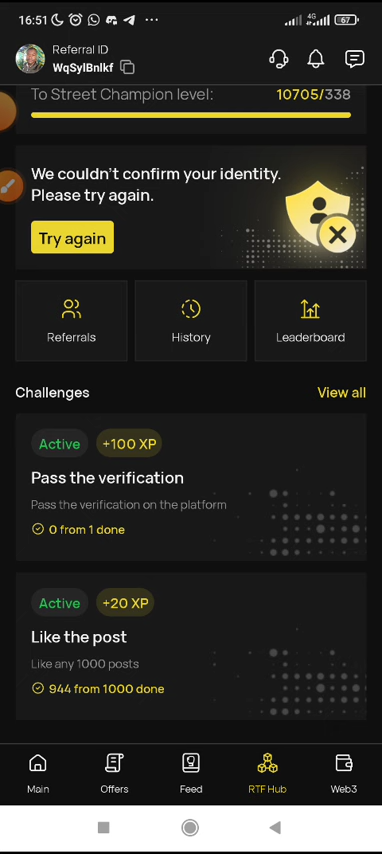 16:51
4G
67
Referral ID
WqSylBnlkf
To Street Champion level: 10705/338
We couldn't confirm your identity.
Please try again.
Try again
Referrals
History
Leaderboard
Challenges
View all
Active +100 XP
Pass the verification
Pass the verification on the platform
0 from 1 done
Active +20 XP
Like the post
Like any 1000 posts
944 from 1000 done
Main
Offers
Feed
RTF Hub
Web3